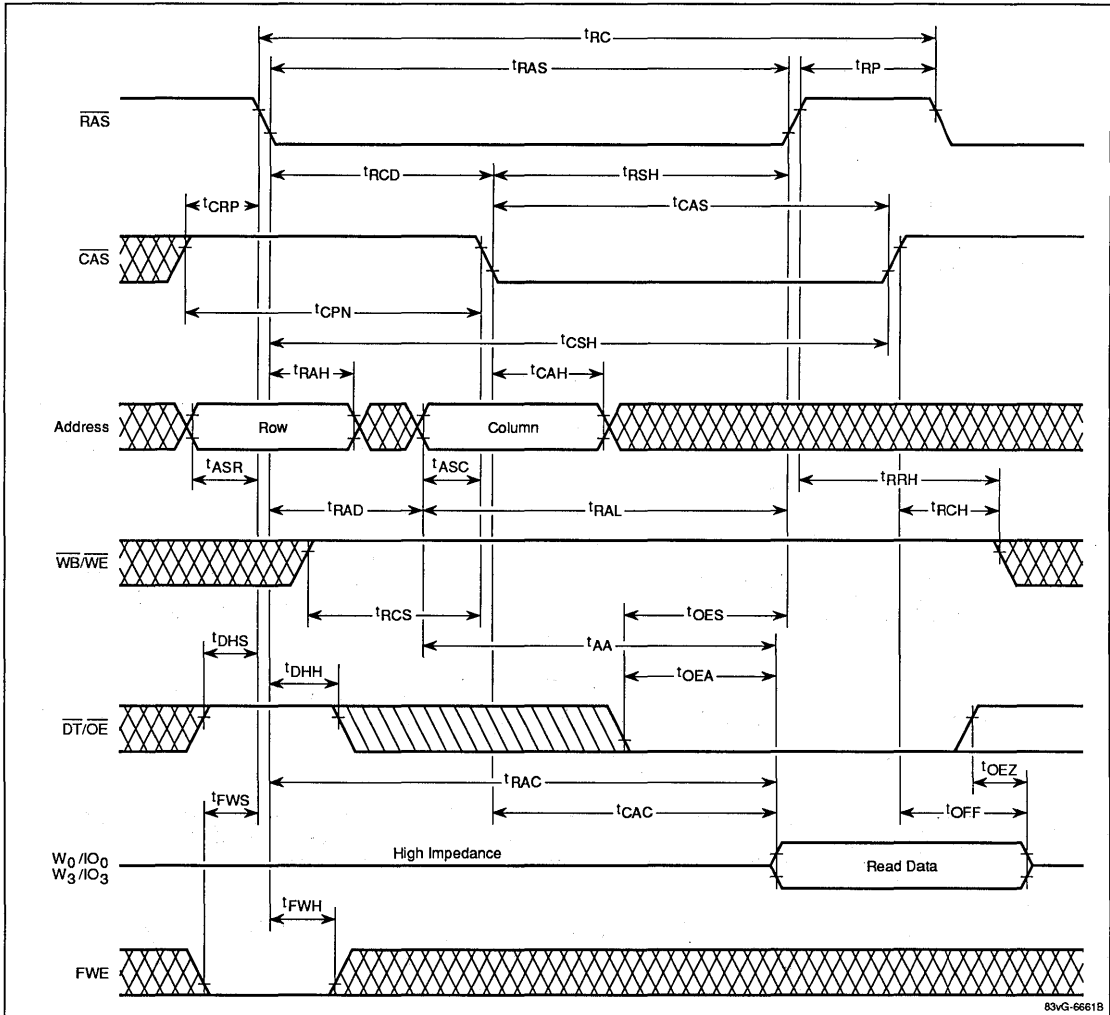 tRC
tRAS
tRP
RAS
tRCD
tRSH
tCRP
tCAS
CAS
tCPN
tCSH
tRAH
tCAH
Address
Row
Column
tASR
tASC
tRRH
tRAD
tRAL
tRCH
WB/WE
tRCS
tOES
tDHS
tAA
tDHH
tOEA
DT/OE
tRAC
tOEZ
tFWS
tCAC
tOFF
W0/IO0
W3/IO3
High Impedance
Read Data
tFWH
FWE
83vG-6661B